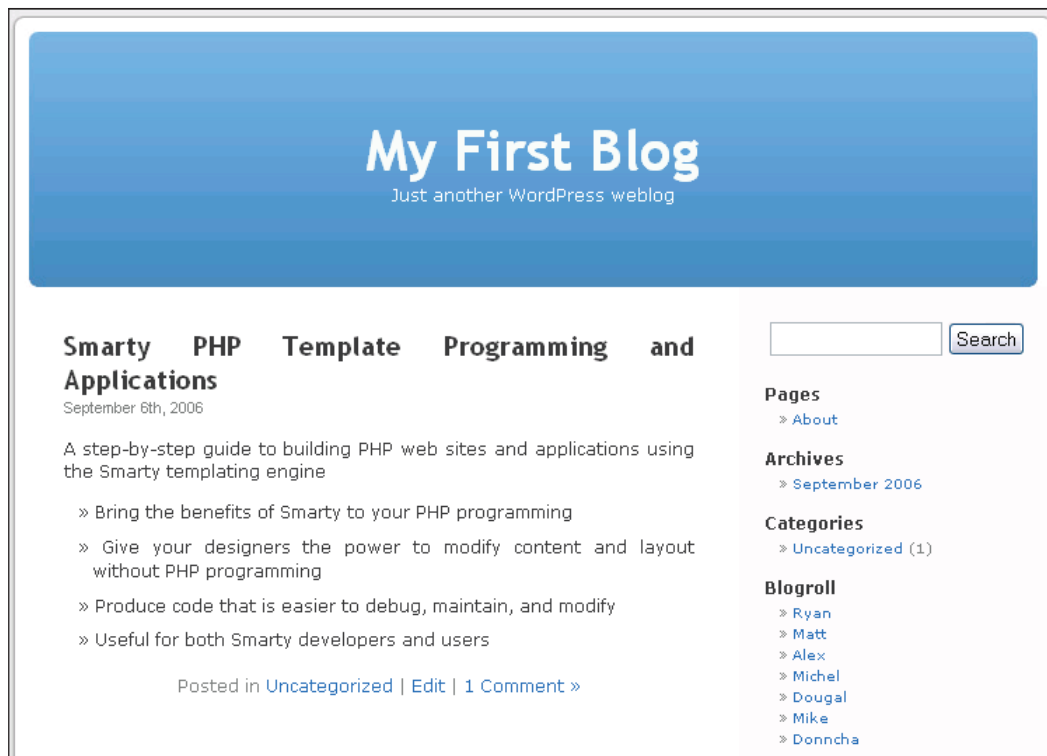 My First Blog
Just another WordPress weblog
Smarty PHP Template Programming and
Applications
September 6th, 2006
A step-by-step guide to building PHP web sites and applications using
the Smarty templating engine
» Bring the benefits of Smarty to your PHP programming
» Give your designers the power to modify content and layout
without PHP programming
» Produce code that is easier to debug, maintain, and modify
» Useful for both Smarty developers and users
Posted in Uncategorized | Edit | 1 Comment »
Search
Pages
» About
Archives
» September 2006
Categories
» Uncategorized (1)
Blogroll
» Ryan
» Matt
» Alex
» Michel
» Dougal
» Mike
» Donncha